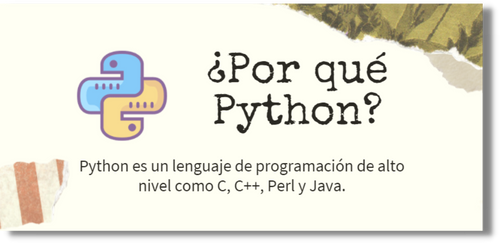 ¿Por qué
Python?
Python es un lenguaje de programación de alto
nivel como C, C++, Perl y Java.